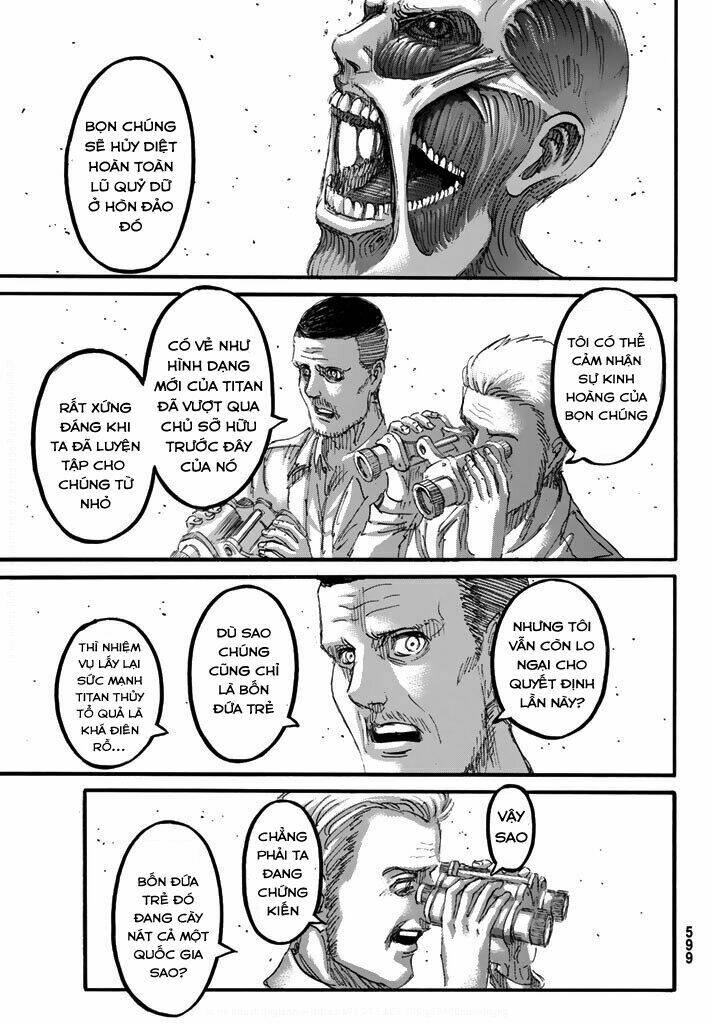 BỌN CHÚNG
SẼ HỦY DIỆT
HOÀN TOÀN
LŨ QUỶ DỮ
Ở HÒN ĐẢO
ĐÓ
TÔI CÓ THỂ
CẢM NHẬN
SỰ KINH
HOÀNG CỦA
BỌN CHÚNG
CÓ VẺ NHƯ
HÌNH DẠNG
MỚI CỦA TITAN
ĐÃ VƯỢT QUA
CHỦ SỞ HỮU
TRƯỚC ĐÂY
CỦA NÓ
RẤT XỨNG
ĐÁNG KHI
TA ĐÃ LUYỆN
TẬP CHO
CHÚNG TỪ
NHỎ
NHƯNG TÔI
VẪN CÒN LO
NGẠI CHO
QUYẾT ĐỊNH
LẦN NÀY?
DÙ SAO
CHÚNG
CŨNG CHỈ
LÀ BỐN
ĐỨA TRẺ
THÌ NHIỆM
VỤ LẤY LẠI
SỨC MẠNH
TITAN THỦY
TỔ QUẢ LÀ
KHÁ ĐIÊN
RỒ...
VẬY
SAO
CHẲNG
PHẢI TA
ĐANG
CHỨNG
KIẾN
BỐN ĐỨA
TRẺ ĐÓ
ĐANG CÀY
NÁT CẢ MỘT
QUỐC GIA
SAO?
599